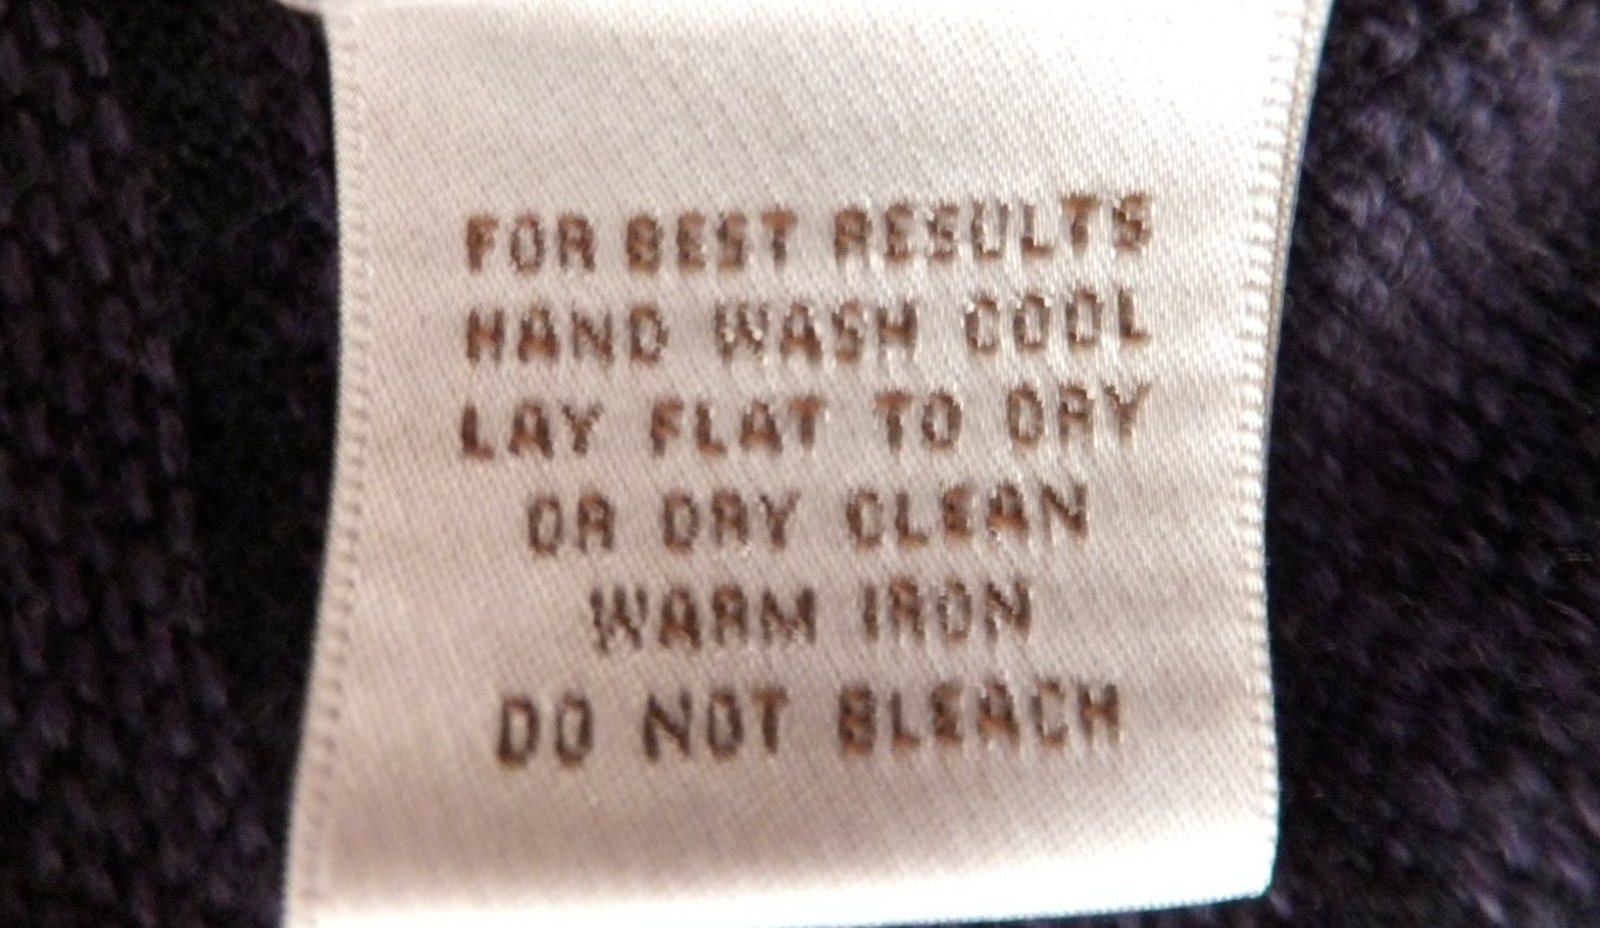 FOR BEST RESULTS
HAND WASH COOL
LAY FLAT TO DRY
OR DRY CLEAN
WARM IRON
DO NOT BLEACH